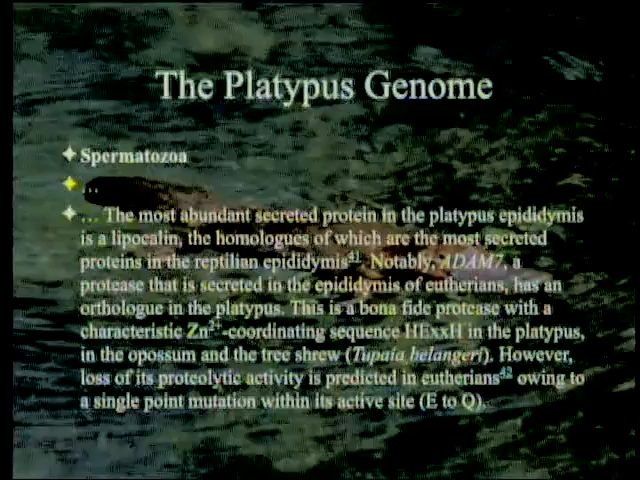 The Platypus Genome
Spermatozoa
… The most abundant secreted protein in the platypus epididymis
is a lipocalin, the homologues of which are the most secreted
proteins in the reptilian epididymis41. Notably, ADAM7, a
protease that is secreted in the epididymis of eutherians, has an
orthologue in the platypus. This is a bona fide protease with a
characteristic Zn2+-coordinating sequence HExxH in the platypus,
in the opossum and the tree shrew (Tupaia belangeri). However,
loss of its proteolytic activity is predicted in eutherians42 owing to
a single point mutation within its active site (E to Q).